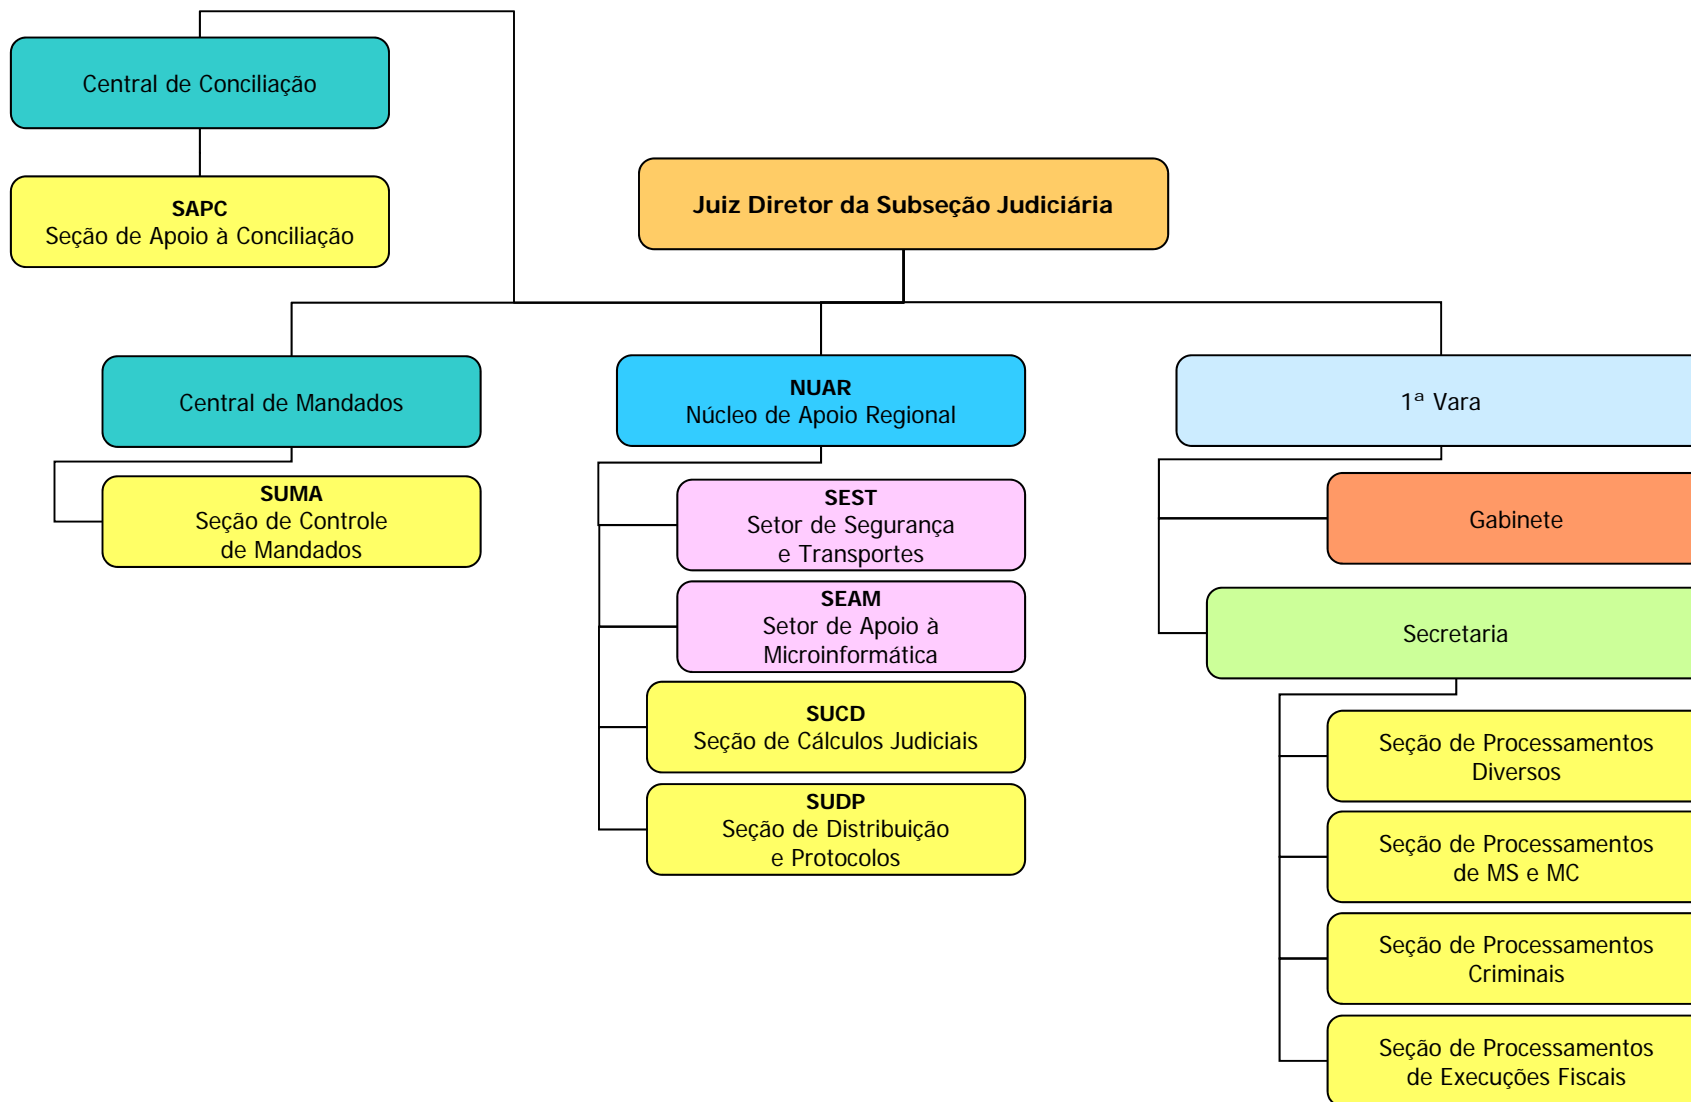 Central de Conciliação
SAPC
Seção de Apoio à Conciliação
Juiz Diretor da Subseção Judiciária
Central de Mandados
SUMA
Seção de Controle
de Mandados
NUAR
Núcleo de Apoio Regional
SEST
Setor de Segurança
e Transportes
SEAM
Setor de Apoio à
Microinformática
SUCD
Seção de Cálculos Judiciais
SUDP
Seção de Distribuição
e Protocolos
1ª Vara
Gabinete
Secretaria
Seção de Processamentos
Diversos
Seção de Processamentos
de MS e MC
Seção de Processamentos
Criminais
Seção de Processamentos
de Execuções Fiscais